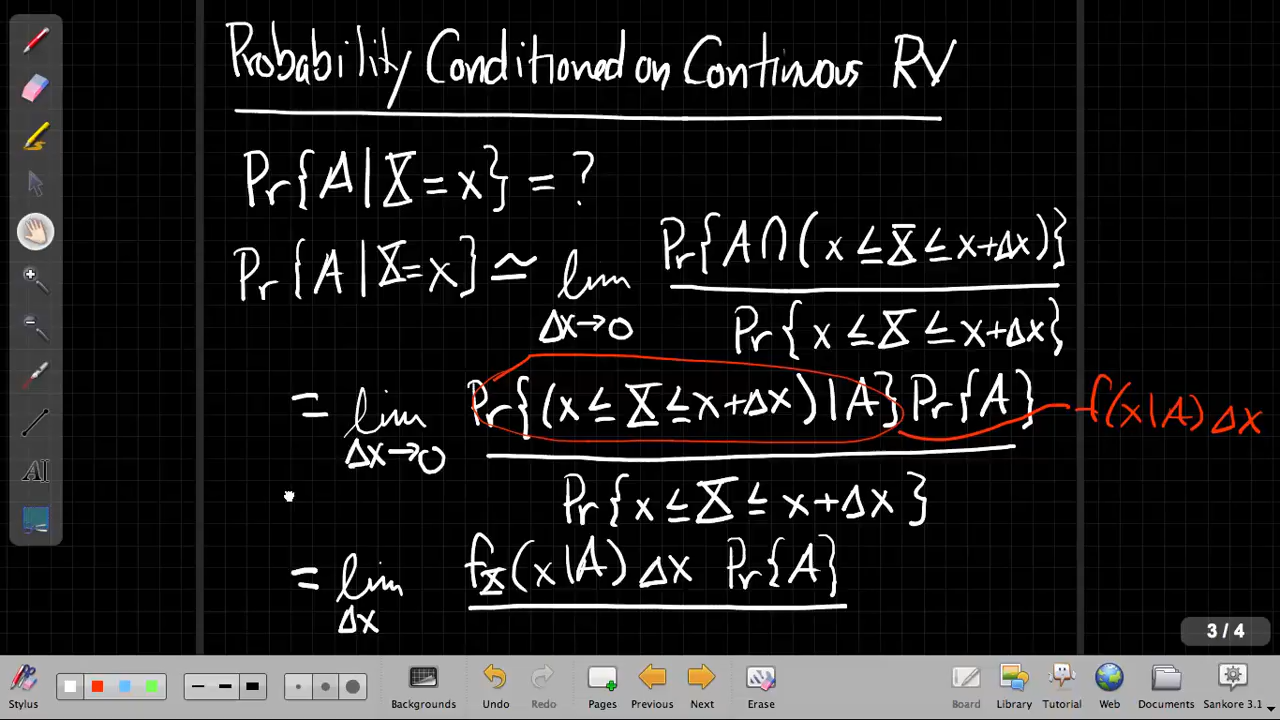 Probability Conditioned on Continuous RV
Pr{A|X=x} = ?
Pr{A|X=x} ≃ lim Δx→0 Pr{A∩(x≤X≤x+Δx)}
Pr{x≤X≤x+Δx}
= lim Δx→0 Pr{(x≤X≤x+Δx)|A}Pr{A} f(x|A)Δx
Pr{x≤X≤x+Δx}
= lim Δx f_X(x|A)Δx Pr{A}
3 / 4
AI
Stylus
Backgrounds
Undo
Redo
Pages
Previous
Next
Erase
Board
Library
Tutorial
Web
Documents
Sankore 3.1